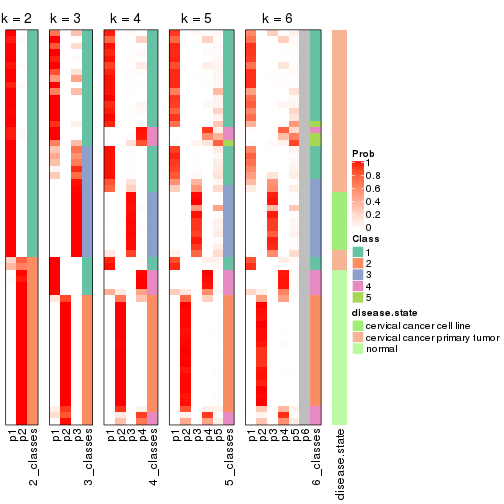 k = 2
k = 3
k = 4
k = 5
k = 6
p1
p2
2_classes
p1
p2
p3
3_classes
p1
p2
p3
p4
4_classes
p1
p2
p3
p4
p5
5_classes
p1
p2
p3
p4
p5
p6
6_classes
disease.state
Prob
1
0.8
0.6
0.4
0.2
0
Class
1
2
3
4
5
disease.state
cervical cancer cell line
cervical cancer primary tumor
normal